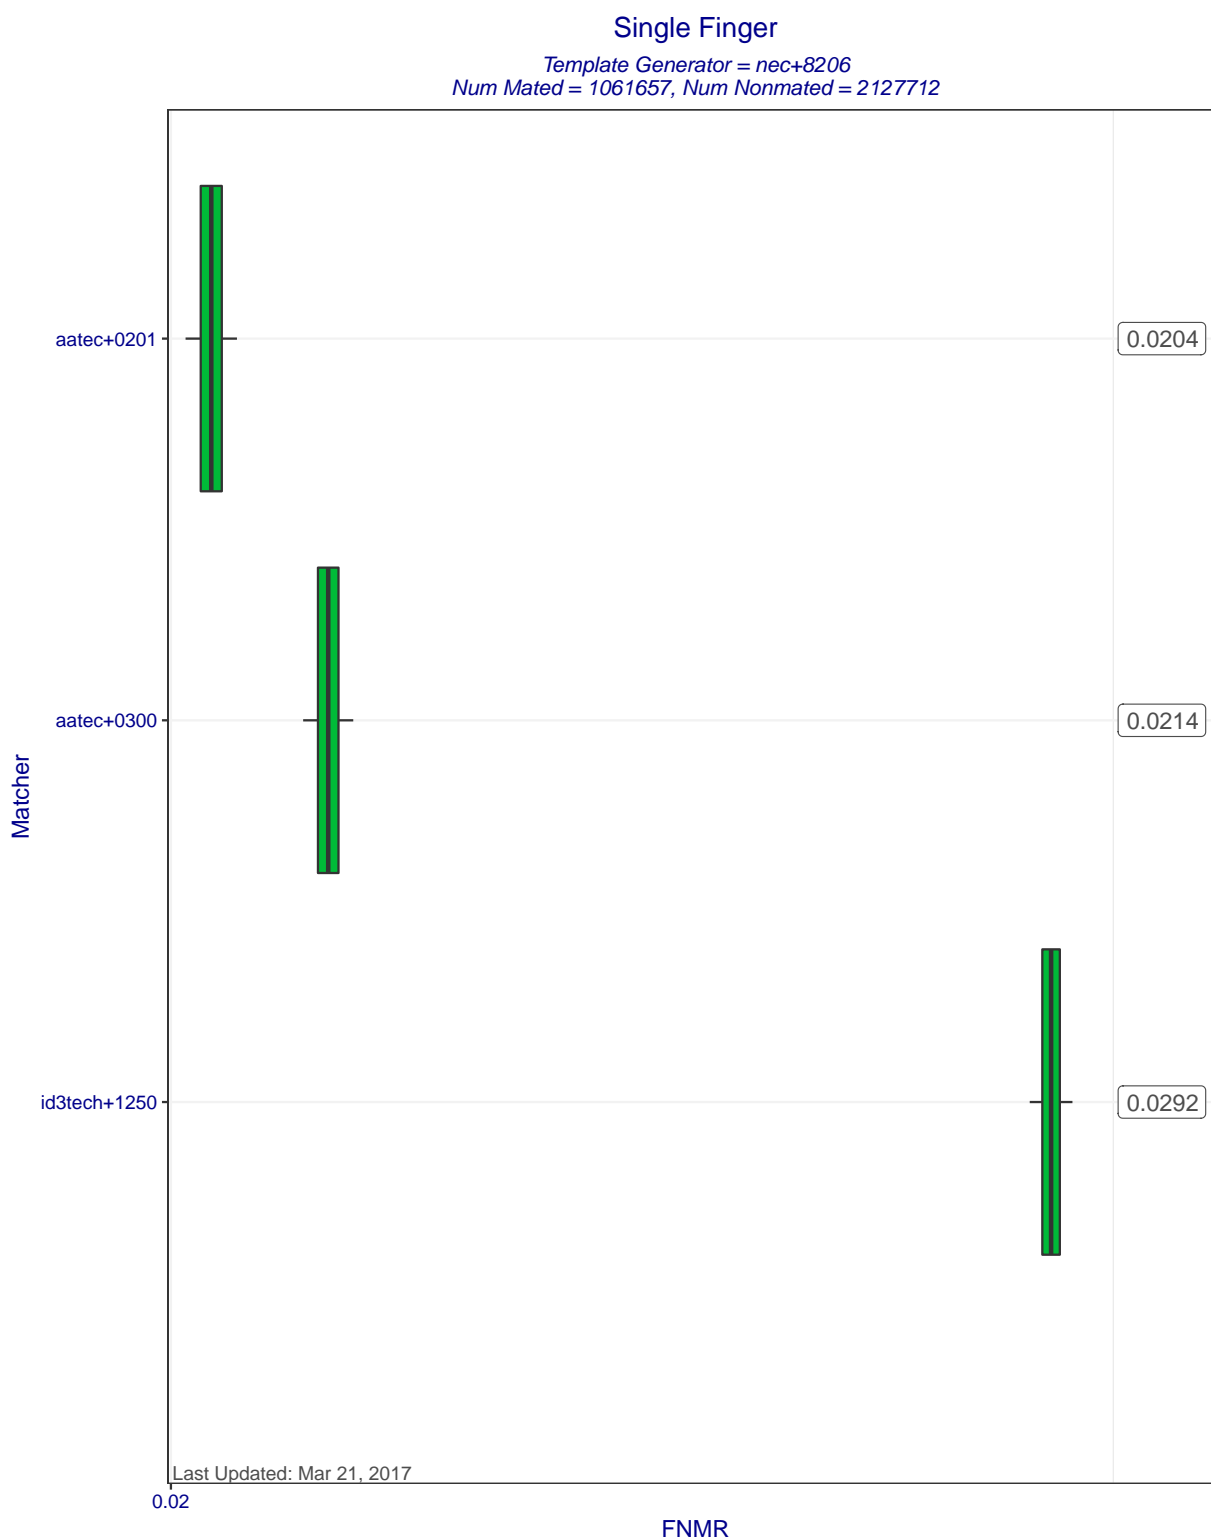 Single Finger
Template Generator = nec+8206
Num Mated = 1061657, Num Nonmated = 2127712
aatec+0201
0.0204
aatec+0300
0.0214
Matcher
id3tech+1250
0.0292
Last Updated: Mar 21, 2017
0.02
FNMR